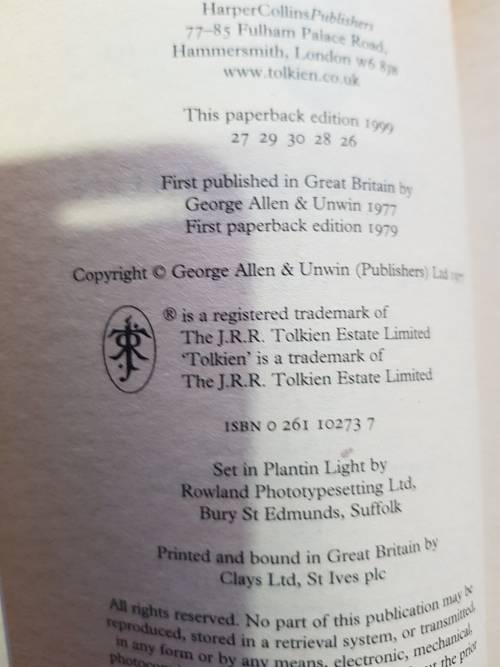 HarperCollinsPublishers
77–85 Fulham Palace Road,
Hammersmith, London W6 8JB
www.tolkien.co.uk
This paperback edition 1999
27 29 30 28 26
First published in Great Britain by
George Allen & Unwin 1977
First paperback edition 1979
Copyright © George Allen & Unwin (Publishers) Ltd 1977
® is a registered trademark of
The J.R.R. Tolkien Estate Limited
‘Tolkien’ is a trademark of
The J.R.R. Tolkien Estate Limited
ISBN 0 261 10273 7
Set in Plantin Light by
Rowland Phototypesetting Ltd,
Bury St Edmunds, Suffolk
Printed and bound in Great Britain by
Clays Ltd, St Ives plc
All rights reserved. No part of this publication may be
reproduced, stored in a retrieval system, or transmitted,
in any form or by any means, electronic, mechanical,
the prior